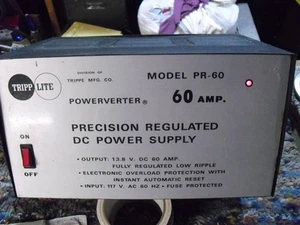 TRIPP LITE
DIVISION OF
TRIPPE MFG. CO.
MODEL PR-60
POWERVERTER®
60 AMP.
PRECISION REGULATED
DC POWER SUPPLY
ON
OFF
• OUTPUT: 13.8 V. DC 60 AMP.
FULLY REGULATED LOW RIPPLE
• ELECTRONIC OVERLOAD PROTECTION WITH
INSTANT AUTOMATIC RESET
• INPUT: 117 V. AC 60 HZ • FUSE PROTECTED